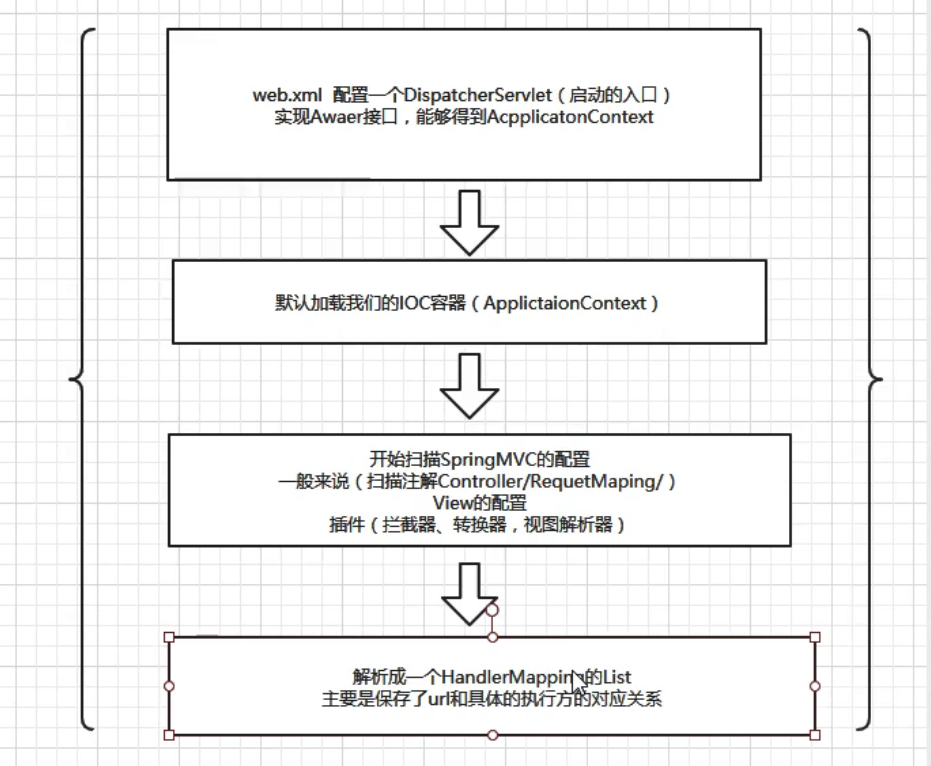 web.xml 配置一个DispatcherServlet（启动的入口）
实现Awaer接口，能够得到AcpplicatonContext
默认加载我们的IOC容器（ApplictaionContext）
开始扫描SpringMVC的配置
一般来说（扫描注解Controller/RequetMaping/）
View的配置
插件（拦截器、转换器，视图解析器）
解析成一个HandlerMapping的List
主要是保存了url和具体的执行方的对应关系